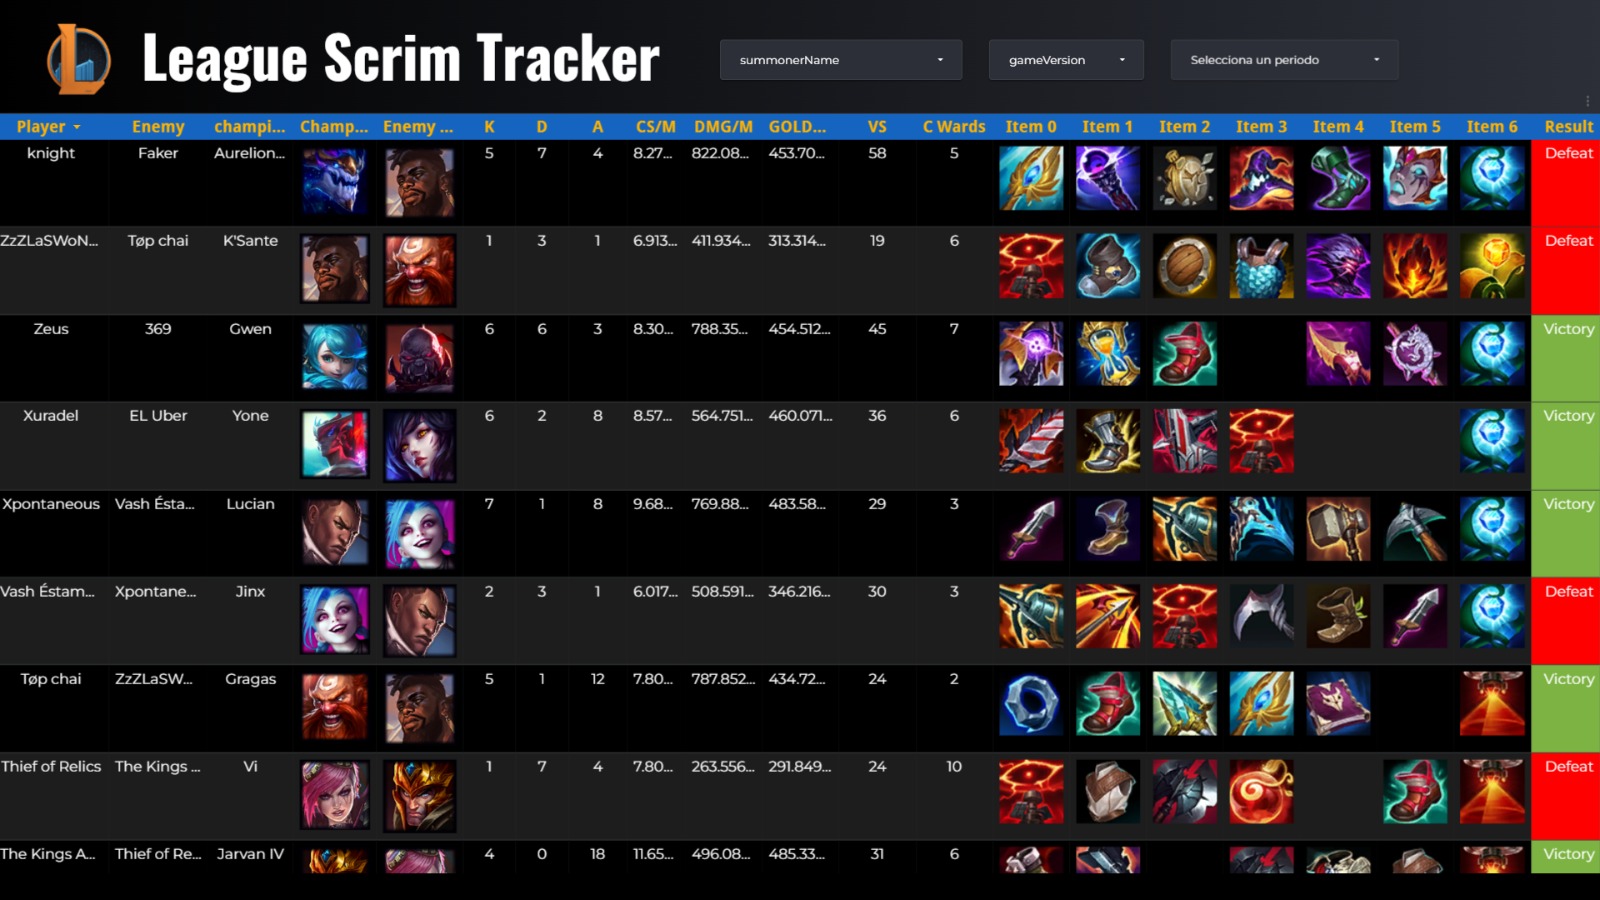 League Scrim Tracker
summonerName
gameVersion
Selecciona un periodo
Player Enemy champi... Champ... Enemy ... K D A CS/M DMG/M GOLD... VS C Wards Item 0 Item 1 Item 2 Item 3 Item 4 Item 5 Item 6 Result
knight Faker Aurelion... 5 7 4 8.27... 822.08... 453.70... 58 5 Defeat
ZzZLaSWoN... Tøp chai K'Sante 1 3 1 6.913... 411.934... 313.314... 19 6 Defeat
Zeus 369 Gwen 6 6 3 8.30... 788.35... 454.512... 45 7 Victory
Xuradel EL Uber Yone 6 2 8 8.57... 564.751... 460.071... 36 6 Victory
Xpontaneous Vash Ésta... Lucian 7 1 8 9.68... 769.88... 483.58... 29 3 Victory
Vash Éstam... Xpontane... Jinx 2 3 1 6.017... 508.591... 346.216... 30 3 Defeat
Tøp chai ZzZLaSW... Gragas 5 1 12 7.80... 787.852... 434.72... 24 2 Victory
Thief of Relics The Kings ... Vi 1 7 4 7.80... 263.556... 291.849... 24 10 Defeat
The Kings A... Thief of Re... Jarvan IV 4 0 18 11.65... 496.08... 485.33... 31 6 Victory